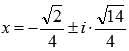 x = −√2/4 ± i · √14/4